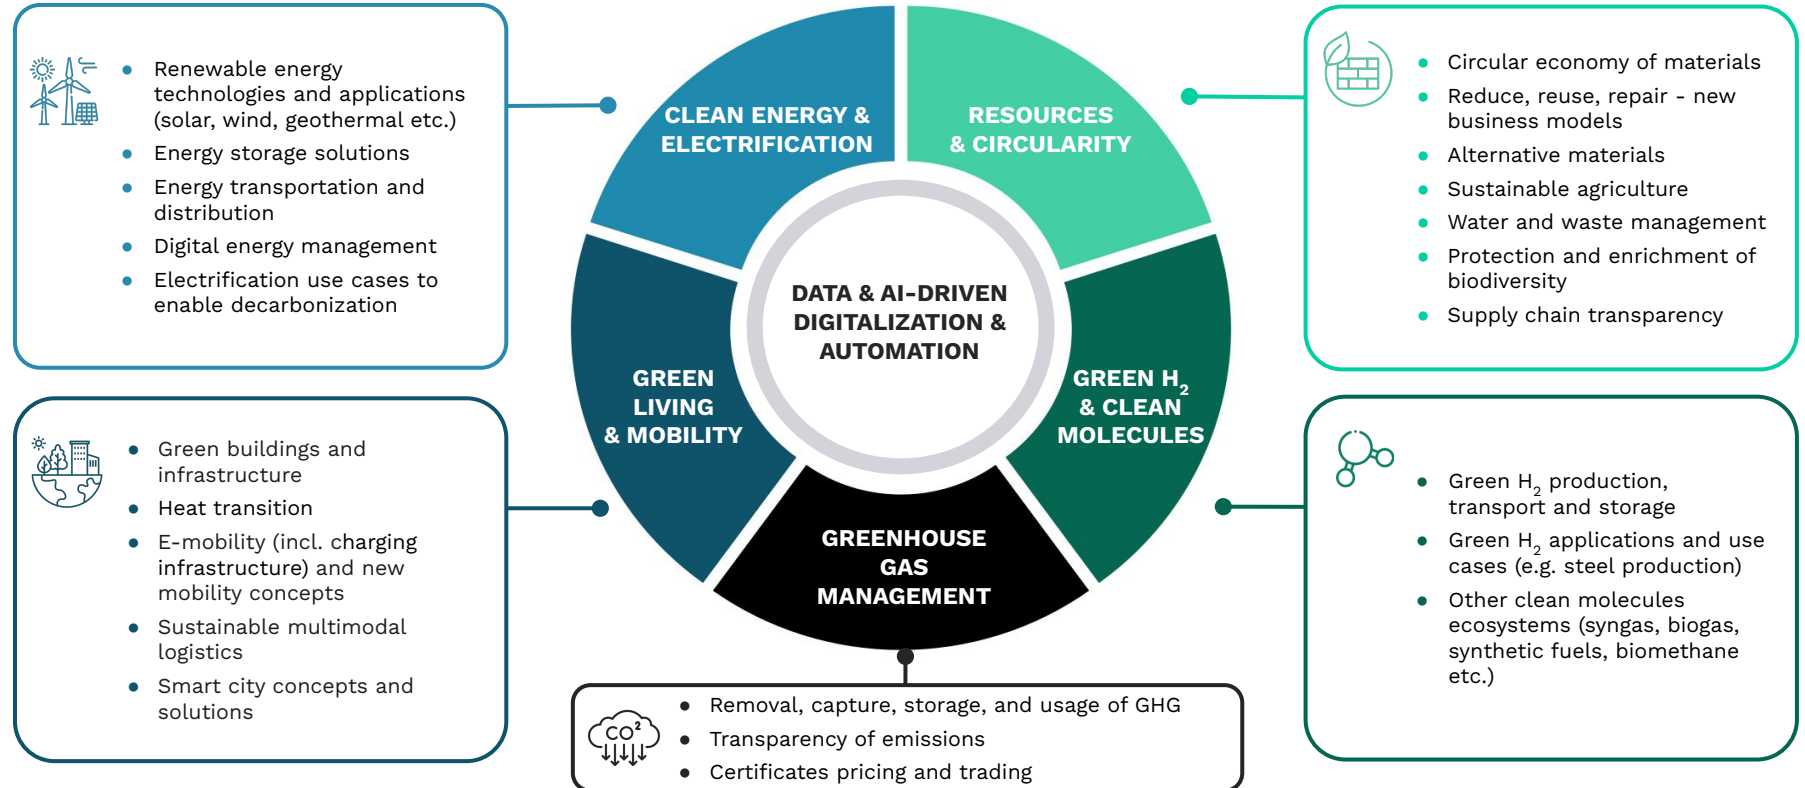 ● Renewable energy
technologies and applications
(solar, wind, geothermal etc.)
● Energy storage solutions
● Energy transportation and
distribution
● Digital energy management
● Electrification use cases to
enable decarbonization
CLEAN ENERGY &
ELECTRIFICATION
RESOURCES
& CIRCULARITY
● Circular economy of materials
● Reduce, reuse, repair - new
business models
● Alternative materials
● Sustainable agriculture
● Water and waste management
● Protection and enrichment of
biodiversity
● Supply chain transparency
DATA & AI-DRIVEN
DIGITALIZATION &
AUTOMATION
GREEN
LIVING
& MOBILITY
GREEN H₂
& CLEAN
MOLECULES
● Green buildings and
infrastructure
● Heat transition
● E-mobility (incl. charging
infrastructure) and new
mobility concepts
● Sustainable multimodal
logistics
● Smart city concepts and
solutions
GREENHOUSE
GAS
MANAGEMENT
● Green H₂ production,
transport and storage
● Green H₂ applications and use
cases (e.g. steel production)
● Other clean molecules
ecosystems (syngas, biogas,
synthetic fuels, biomethane
etc.)
CO²
● Removal, capture, storage, and usage of GHG
● Transparency of emissions
● Certificates pricing and trading